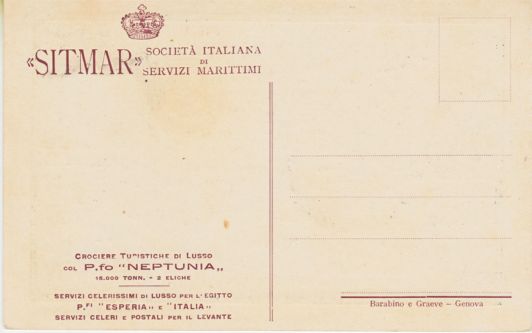 «SITMAR»
SOCIETÀ ITALIANA
DI
SERVIZI MARITTIMI
CROCIERE TURISTICHE DI LUSSO
COL P.fo "NEPTUNIA„
15.000 TONN. - 2 ELICHE
SERVIZI CELERISSIMI DI LUSSO PER L'EGITTO
P.FI "ESPERIA" E "ITALIA„
SERVIZI CELERI E POSTALI PER IL LEVANTE
Barabino e Graeve - Genova